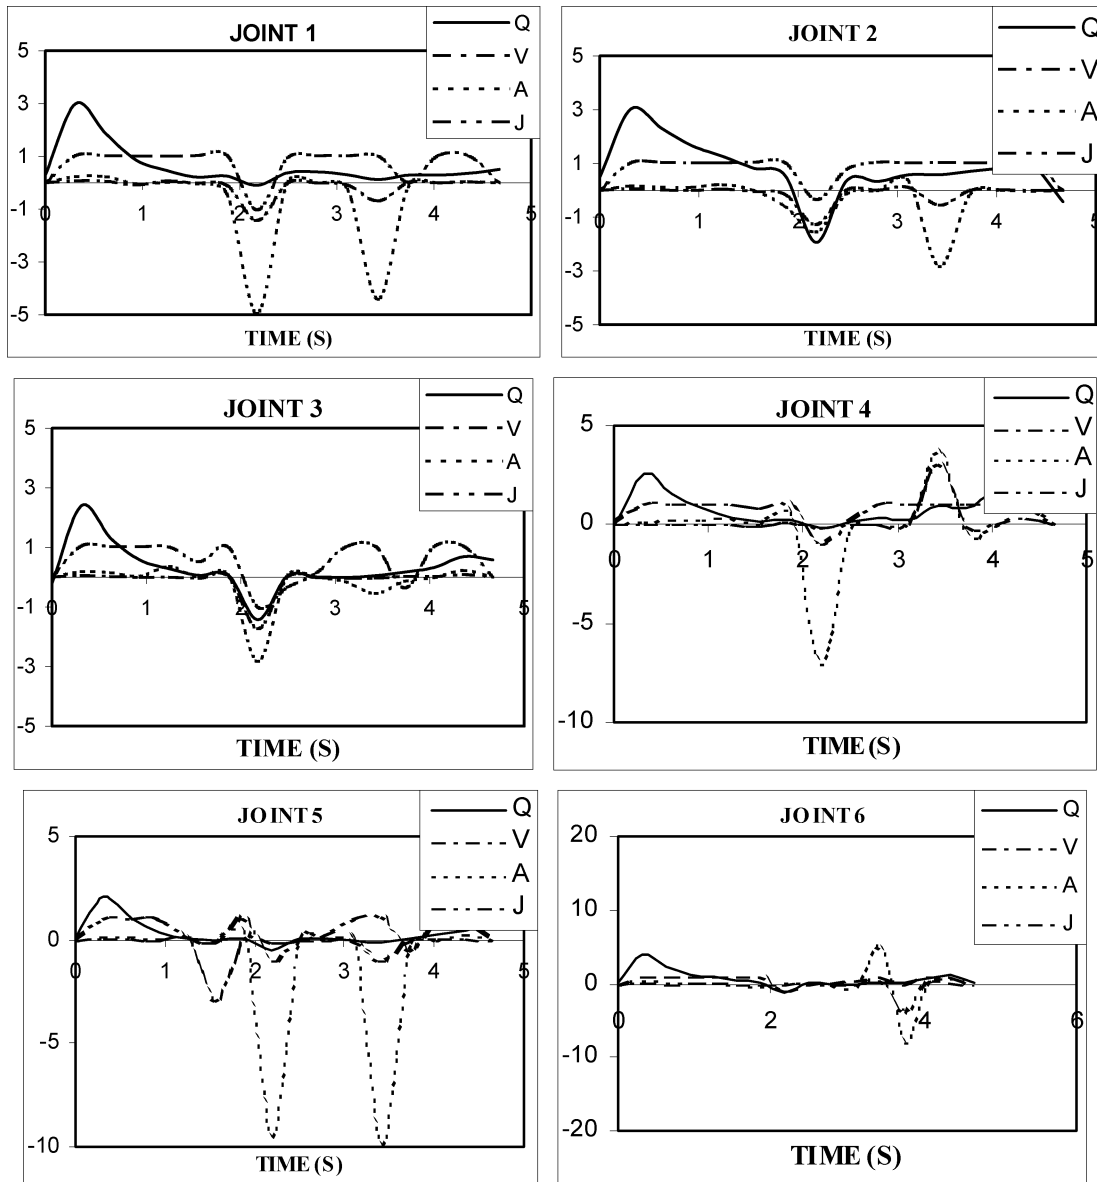 JOINT 1
Q
V
A
J
5
3
1
-1
-3
-5
0 1 2 3 4 5
TIME (S)
JOINT 2
Q
V
A
J
5
3
1
-1
-3
-5
0 1 2 3 4 5
TIME (S)
JOINT 3
Q
V
A
J
5
3
1
-1
-3
-5
0 1 2 3 4 5
TIME (S)
JOINT 4
Q
V
A
J
5
0
-5
-10
0 1 2 3 4 5
TIME (S)
JOINT 5
Q
V
A
J
5
0
-5
-10
0 1 2 3 4 5
TIME (S)
JOINT 6
Q
V
A
J
20
10
0
-10
-20
0 2 4 6
TIME (S)